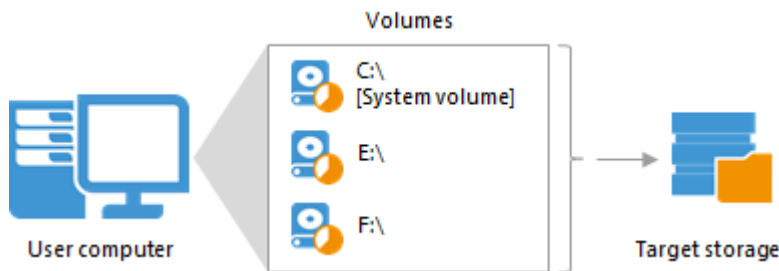 Volumes
C:\
[System volume]
E:\
F:\
User computer
Target storage